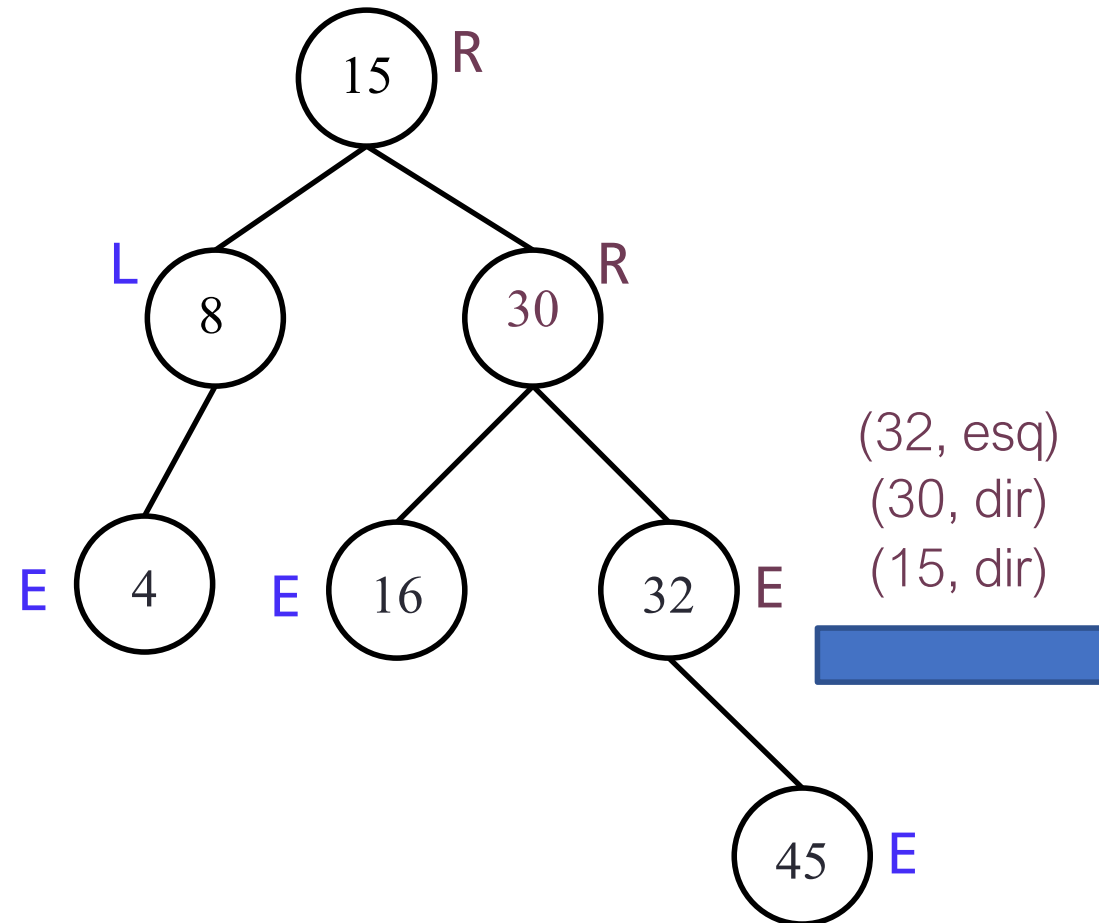 15 R
L 8 30 R
(32, esq)
(30, dir)
(15, dir)
E 4 E 16 32 E
45 E